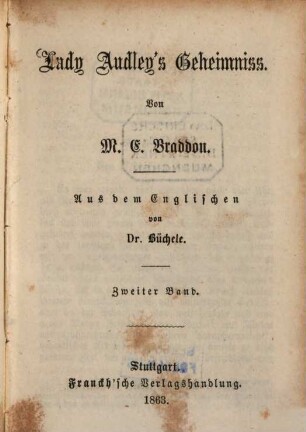 Lady Audley's Geheimniss.
Von
M. E. Braddon.
Aus dem Englischen
von
Dr. Büchele.
Zweiter Band.
Stuttgart.
Franckh'sche Verlagshandlung.
1863.